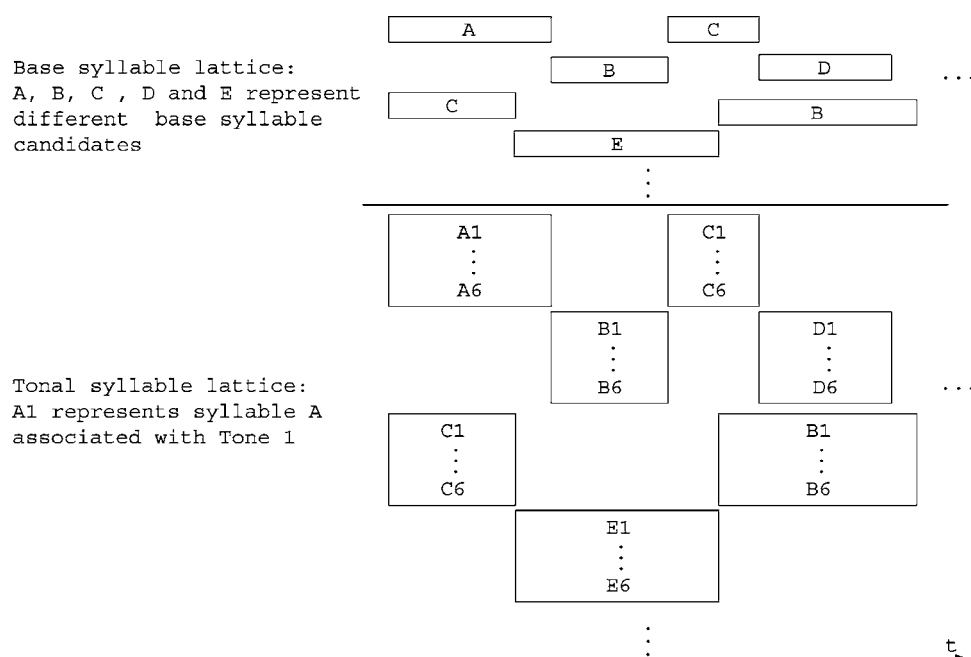 A C
Base syllable lattice:
A, B, C , D and E represent
different  base syllable
candidates
B D ...
C B
E
⋮
A1 C1
⋮ ⋮
A6 C6
B1 D1
⋮ ⋮
B6 D6
Tonal syllable lattice:
A1 represents syllable A
associated with Tone 1
...
C1 B1
⋮ ⋮
C6 B6
E1
⋮
E6
⋮
t